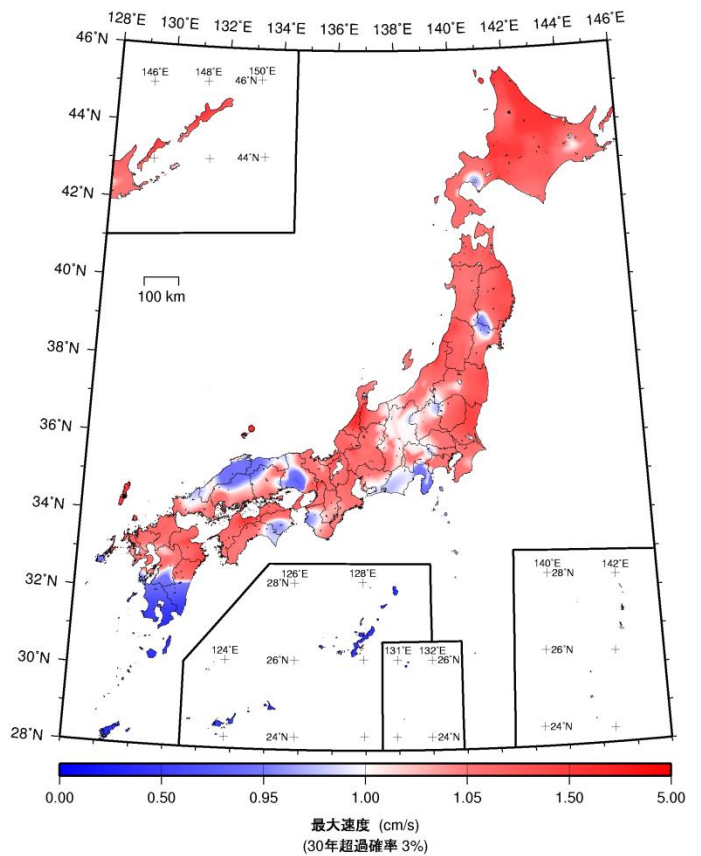 128°E 130°E 132°E 134°E 136°E 138°E 140°E 142°E 144°E 146°E
46°N
146°E 148°E 150°E
46°N
44°N
44°N
42°N
40°N
100 km
38°N
36°N
34°N
32°N
126°E 128°E
28°N
140°E 142°E
28°N
30°N
124°E
26°N
131°E 132°E
26°N
26°N
28°N
24°N
24°N
24°N
0.00 0.50 0.95 1.00 1.05 1.50 5.00
最大速度 (cm/s)
(30年超過確率 3%)